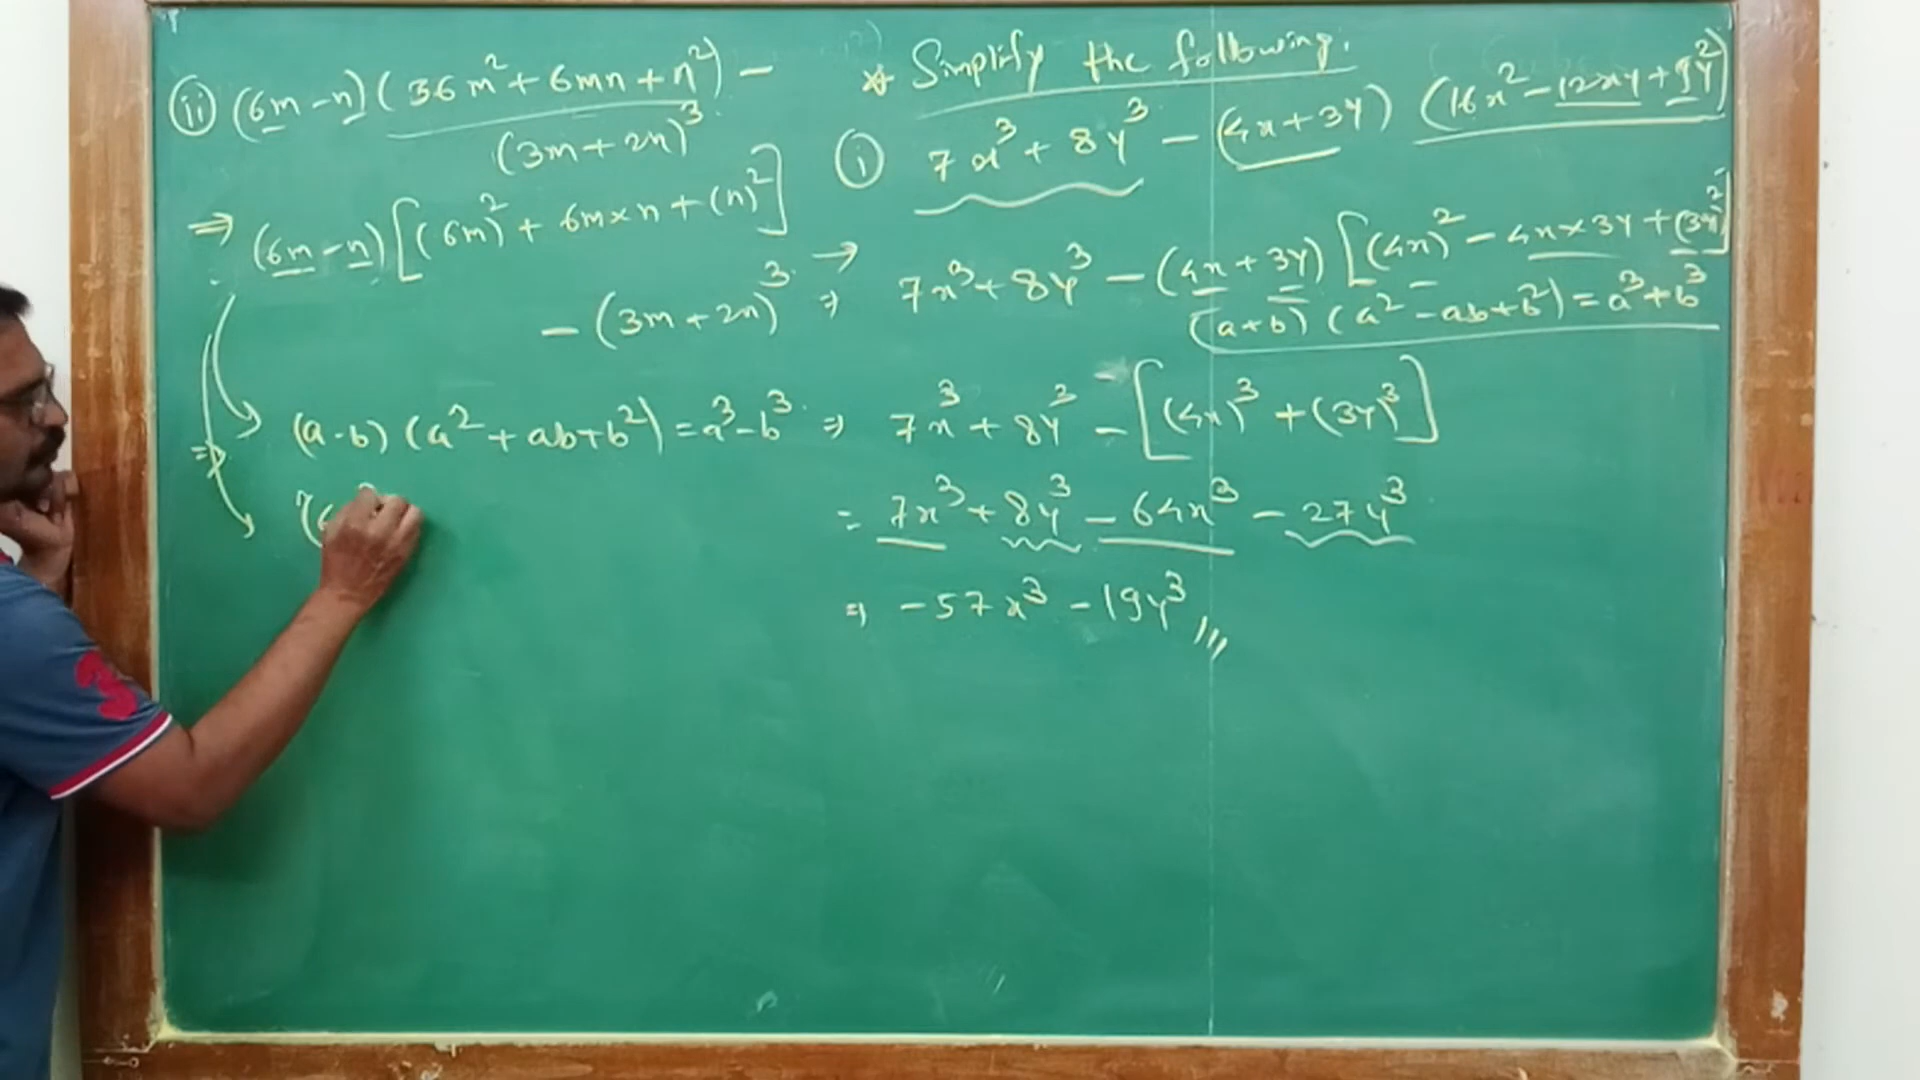 (ii) (6m - n) (36m² + 6mn + n²) -
(3m + 2n)³
⇒ (6m - n) [(6m)² + 6m × n + (n)²]
- (3m + 2n)³
(a - b) (a² + ab + b²) = a³ - b³
⇒
* Simplify the following.
(i) 7x³ + 8y³ - (4x + 3y) (16x² - 12xy + 9y²)
→
⇒ 7x³ + 8y³ - (4x + 3y) [(4x)² - 4x × 3y + (3y)²]
(a + b) (a² - ab + b²) = a³ + b³
⇒ 7x³ + 8y³ - [(4x)³ + (3y)³]
= 7x³ + 8y³ - 64x³ - 27y³
⇒ - 57x³ - 19y³
3